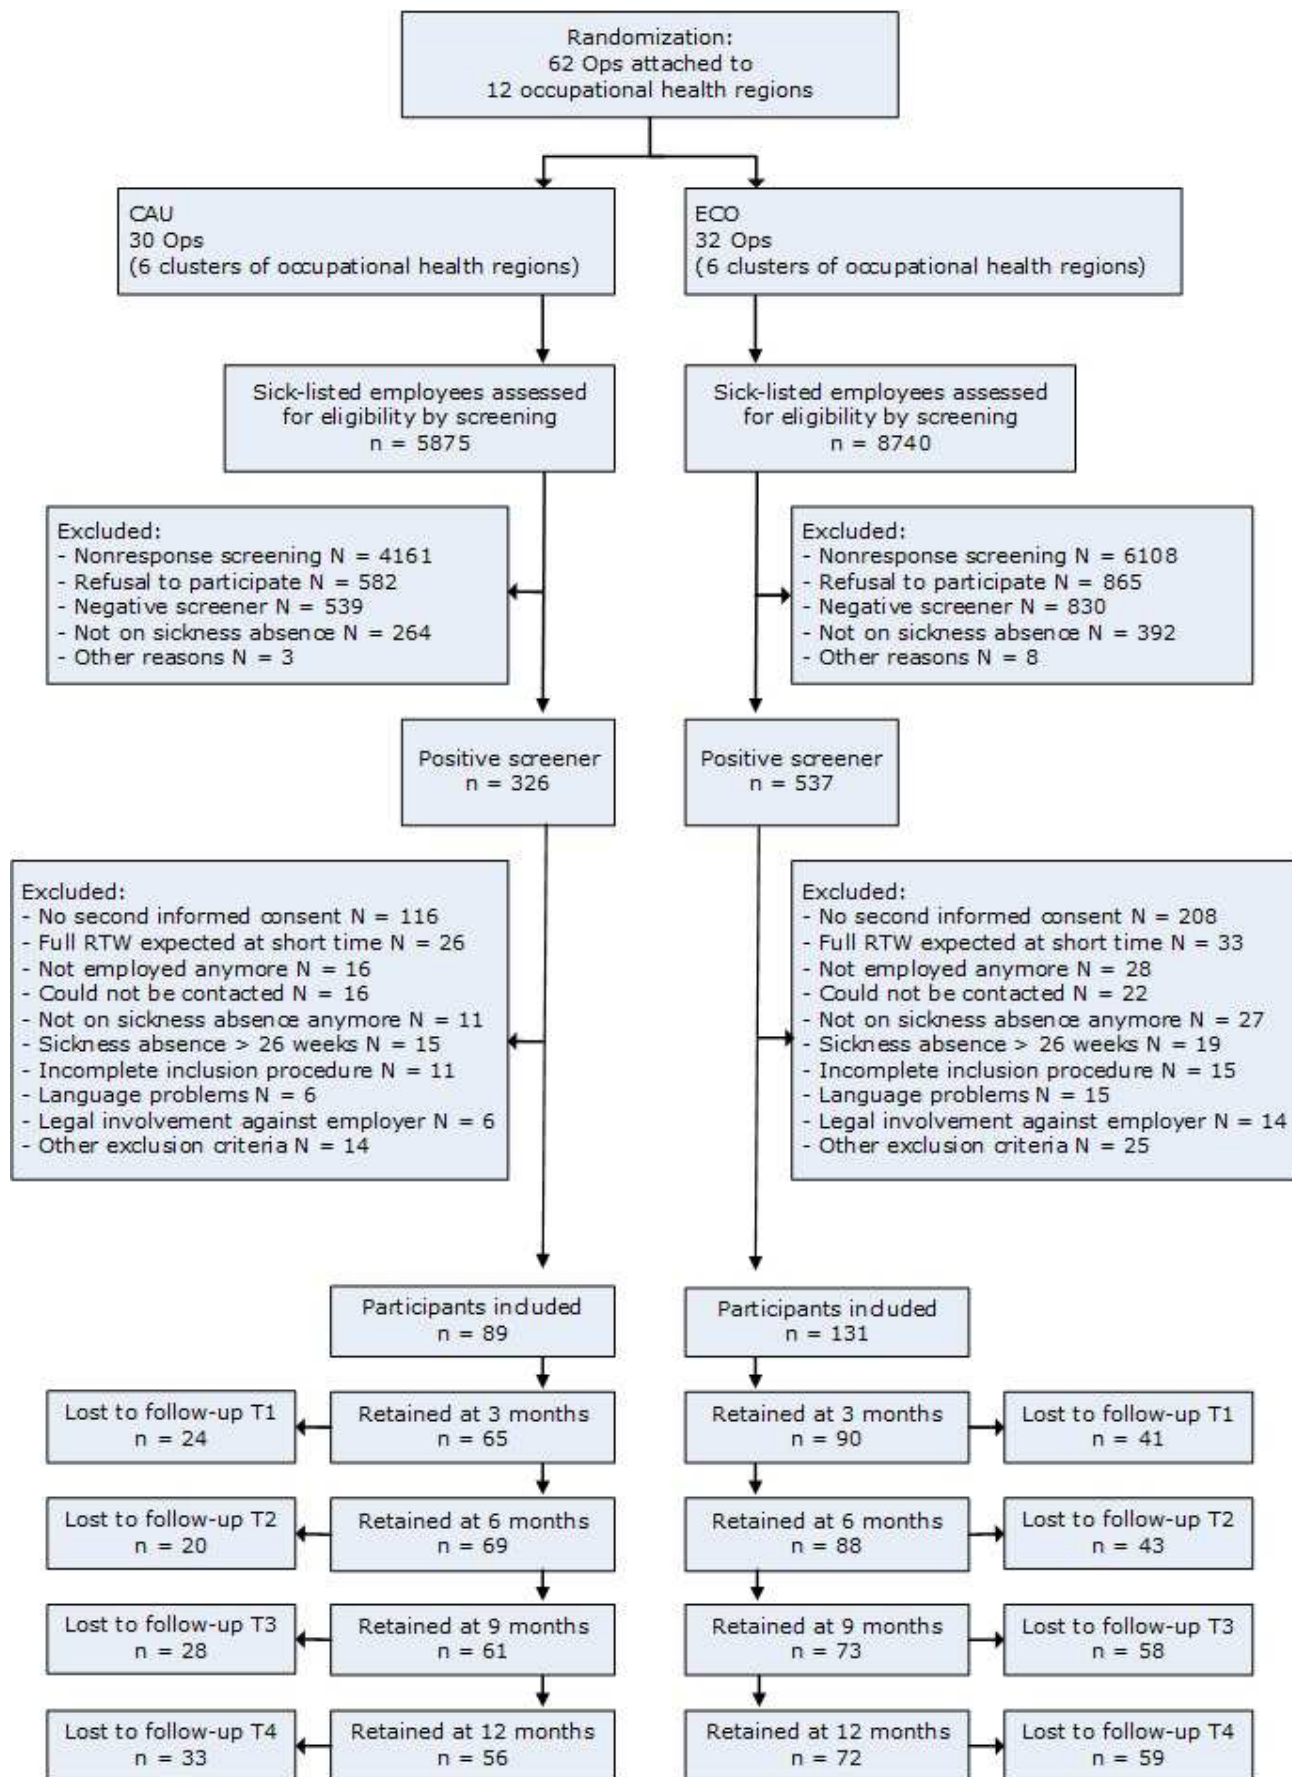 Randomization:
62 Ops attached to
12 occupational health regions
CAU
30 Ops
(6 clusters of occupational health regions)
ECO
32 Ops
(6 clusters of occupational health regions)
Sick-listed employees assessed
for eligibility by screening
n = 5875
Sick-listed employees assessed
for eligibility by screening
n = 8740
Excluded:
- Nonresponse screening N = 4161
- Refusal to participate N = 582
- Negative screener N = 539
- Not on sickness absence N = 264
- Other reasons N = 3
Excluded:
- Nonresponse screening N = 6108
- Refusal to participate N = 865
- Negative screener N = 830
- Not on sickness absence N = 392
- Other reasons N = 8
Positive screener
n = 326
Positive screener
n = 537
Excluded:
- No second informed consent N = 116
- Full RTW expected at short time N = 26
- Not employed anymore N = 16
- Could not be contacted N = 16
- Not on sickness absence anymore N = 11
- Sickness absence > 26 weeks N = 15
- Incomplete inclusion procedure N = 11
- Language problems N = 6
- Legal involvement against employer N = 6
- Other exclusion criteria N = 14
Excluded:
- No second informed consent N = 208
- Full RTW expected at short time N = 33
- Not employed anymore N = 28
- Could not be contacted N = 22
- Not on sickness absence anymore N = 27
- Sickness absence > 26 weeks N = 19
- Incomplete inclusion procedure N = 15
- Language problems N = 15
- Legal involvement against employer N = 14
- Other exclusion criteria N = 25
Participants included
n = 89
Participants included
n = 131
Lost to follow-up T1
n = 24
Retained at 3 months
n = 65
Retained at 3 months
n = 90
Lost to follow-up T1
n = 41
Lost to follow-up T2
n = 20
Retained at 6 months
n = 69
Retained at 6 months
n = 88
Lost to follow-up T2
n = 43
Lost to follow-up T3
n = 28
Retained at 9 months
n = 61
Retained at 9 months
n = 73
Lost to follow-up T3
n = 58
Lost to follow-up T4
n = 33
Retained at 12 months
n = 56
Retained at 12 months
n = 72
Lost to follow-up T4
n = 59